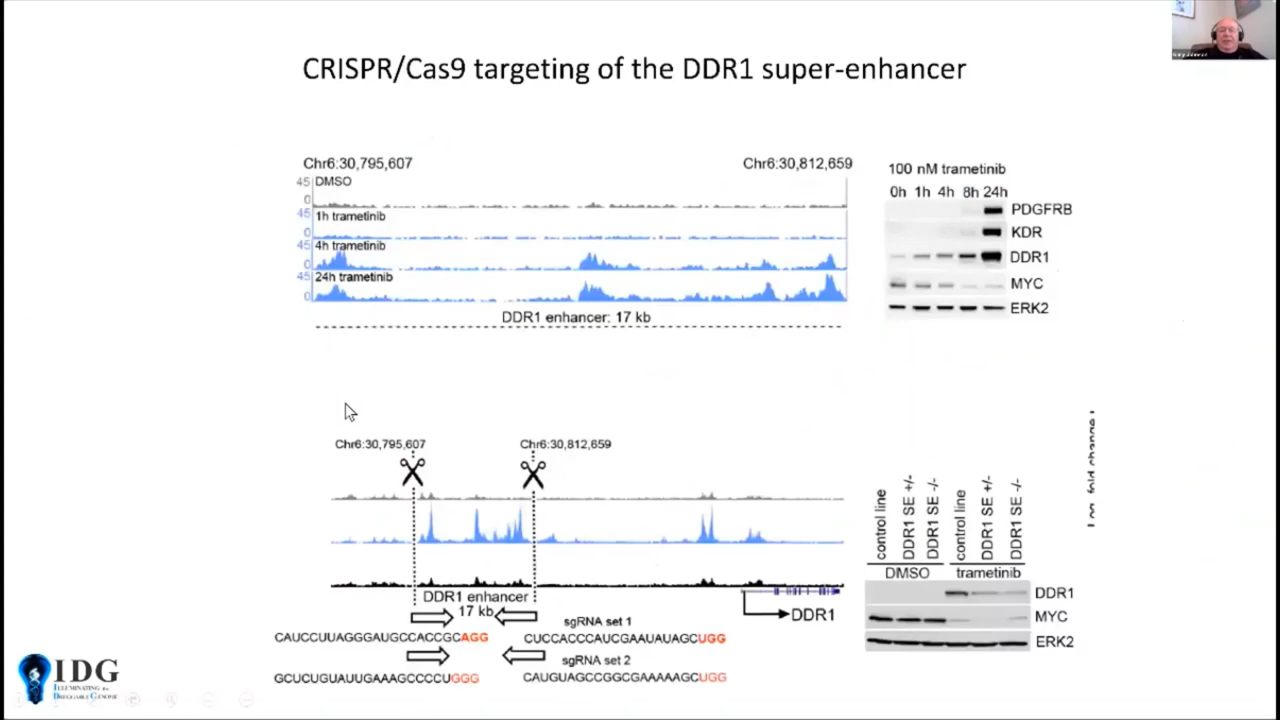 CRISPR/Cas9 targeting of the DDR1 super-enhancer
Chr6:30,795,607 Chr6:30,812,659
45 DMSO
0
45 1h trametinib
0
45 4h trametinib
0
45 24h trametinib
0
DDR1 enhancer: 17 kb
100 nM trametinib
0h 1h 4h 8h 24h
PDGFRB
KDR
DDR1
MYC
ERK2
Chr6:30,795,607 Chr6:30,812,659
DDR1 enhancer
17 kb
DDR1
sgRNA set 1
CAUCCUUAGGGAUGCCACCGCAGG CUCCACCCAUCGAAUAUAGCUGG
sgRNA set 2
GCUCUGUAUUGAAAGCCCCUGGG CAUGUAGCCGGCGAAAAAGCUGG
Log fold change
control line
DDR1 SE +/-
DDR1 SE -/-
control line
DDR1 SE +/-
DDR1 SE -/-
DMSO trametinib
DDR1
MYC
ERK2
IDG
ILLUMINATING the
DRUGGABLE GENOME